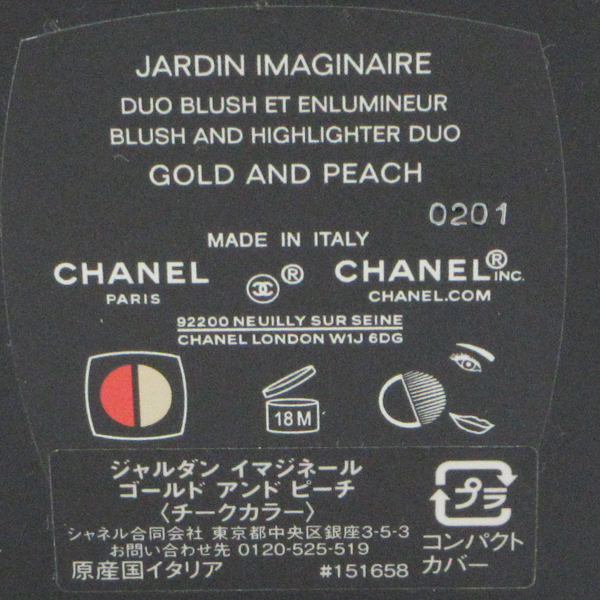 JARDIN IMAGINAIRE
DUO BLUSH ET ENLUMINEUR
BLUSH AND HIGHLIGHTER DUO
GOLD AND PEACH
0201
MADE IN ITALY
CHANEL ® CHANEL® INC.
PARIS CHANEL.COM
92200 NEUILLY SUR SEINE
CHANEL LONDON W1J 6DG
18 M
ジャルダン イマジネール
ゴールド アンド ピーチ
〈チークカラー〉
シャネル合同会社 東京都中央区銀座3-5-3
お問い合わせ先 0120-525-519
原産国イタリア #151658
プラ
コンパクト
カバー